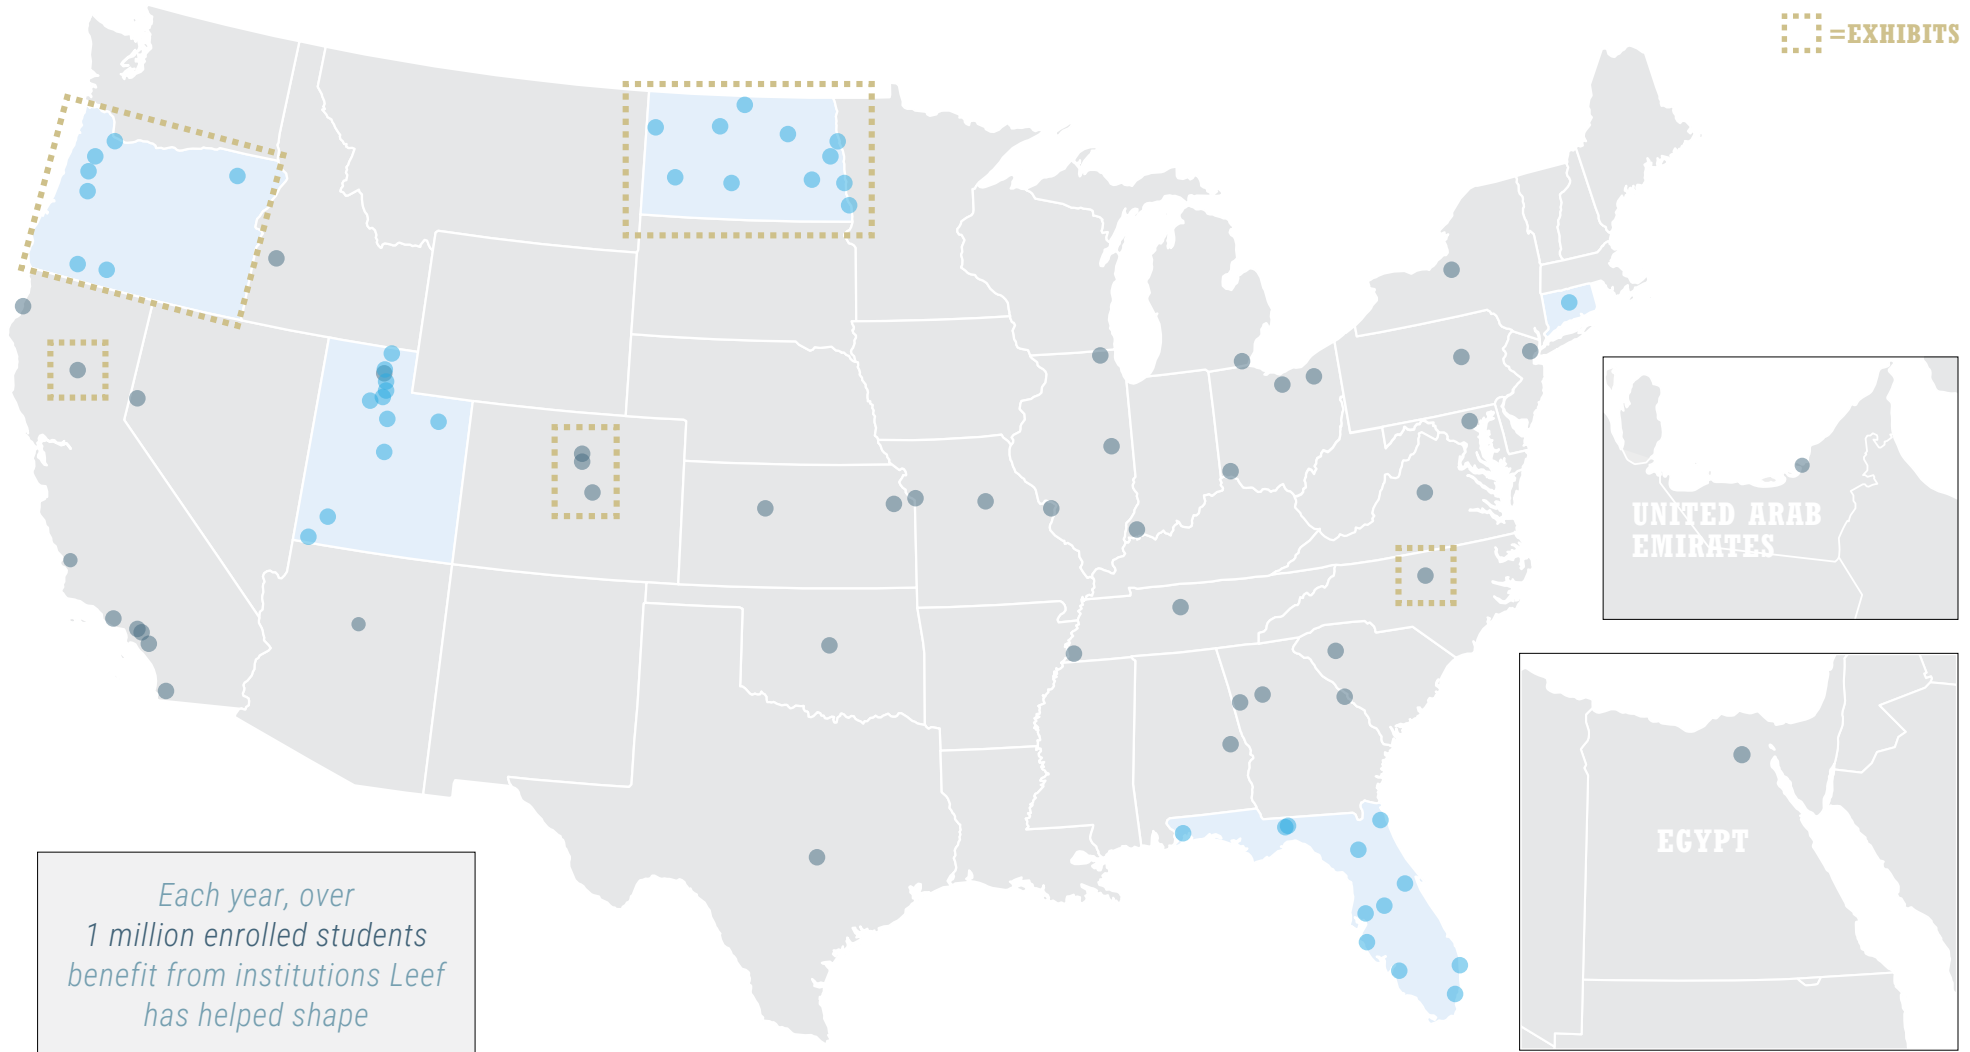 =EXHIBITS
UNITED ARAB
EMIRATES
EGYPT
Each year, over
1 million enrolled students
benefit from institutions Leef
has helped shape